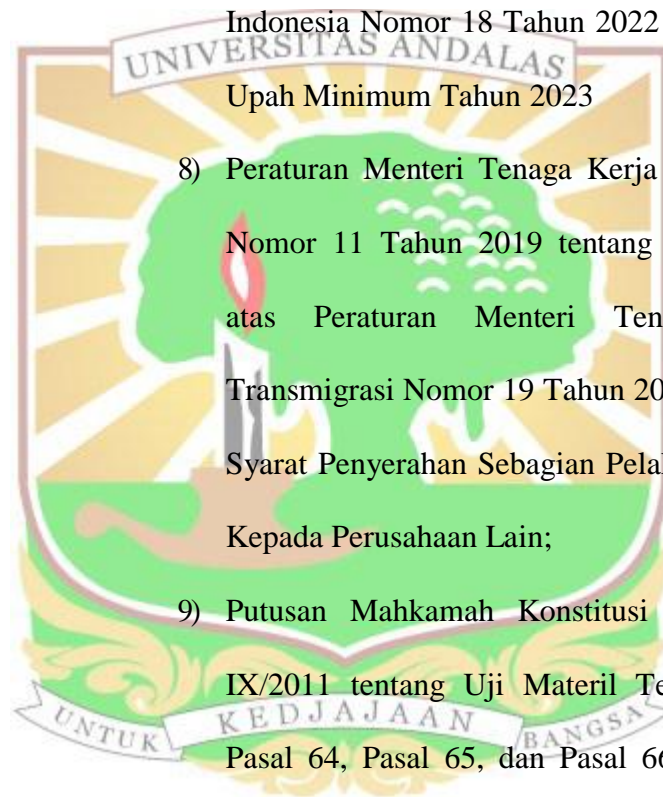 Indonesia Nomor 18 Tahun 2022
UNIVERSITAS ANDALAS
Upah Minimum Tahun 2023
8) Peraturan Menteri Tenaga Kerja
Nomor 11 Tahun 2019 tentang
atas Peraturan Menteri Ten
Transmigrasi Nomor 19 Tahun 20
Syarat Penyerahan Sebagian Pela
Kepada Perusahaan Lain;
9) Putusan Mahkamah Konstitusi
IX/2011 tentang Uji Materil Te
UNTUK KEDJAJAAN BANGSA
Pasal 64, Pasal 65, dan Pasal 66